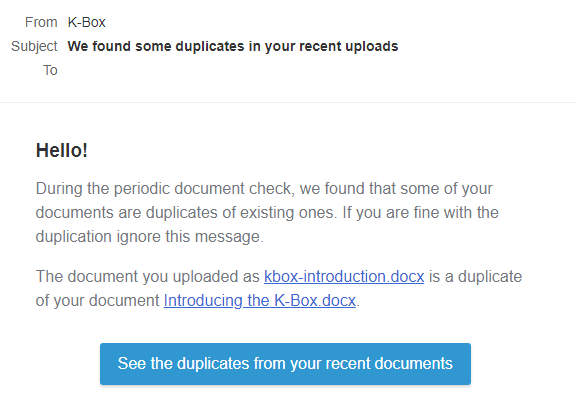 From K-Box
Subject We found some duplicates in your recent uploads
To
Hello!
During the periodic document check, we found that some of your
documents are duplicates of existing ones. If you are fine with the
duplication ignore this message.
The document you uploaded as kbox-introduction.docx is a duplicate
of your document Introducing the K-Box.docx.
See the duplicates from your recent documents